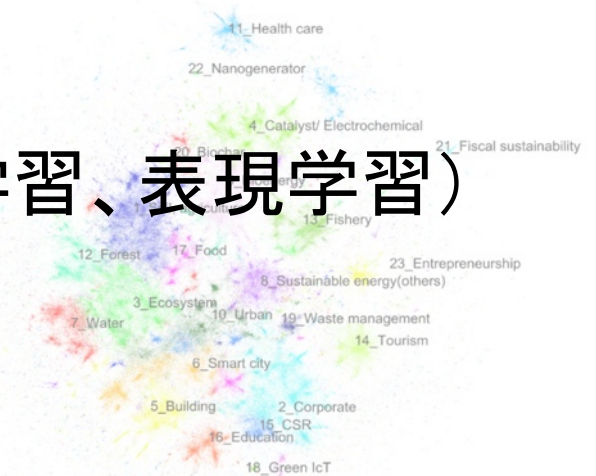 11_Health care
22_Nanogenerator
4_Catalyst/ Electrochemical
21_Fiscal sustainability
20_Biochar
学習、表現学習）
13_Fishery
12_Forest
17_Food
23_Entrepreneurship
8_Sustainable energy(others)
3_Ecosystem
10_Urban
19_Waste management
7_Water
14_Tourism
6_Smart city
5_Building
2_Corporate
15_CSR
16_Education
18_Green IcT